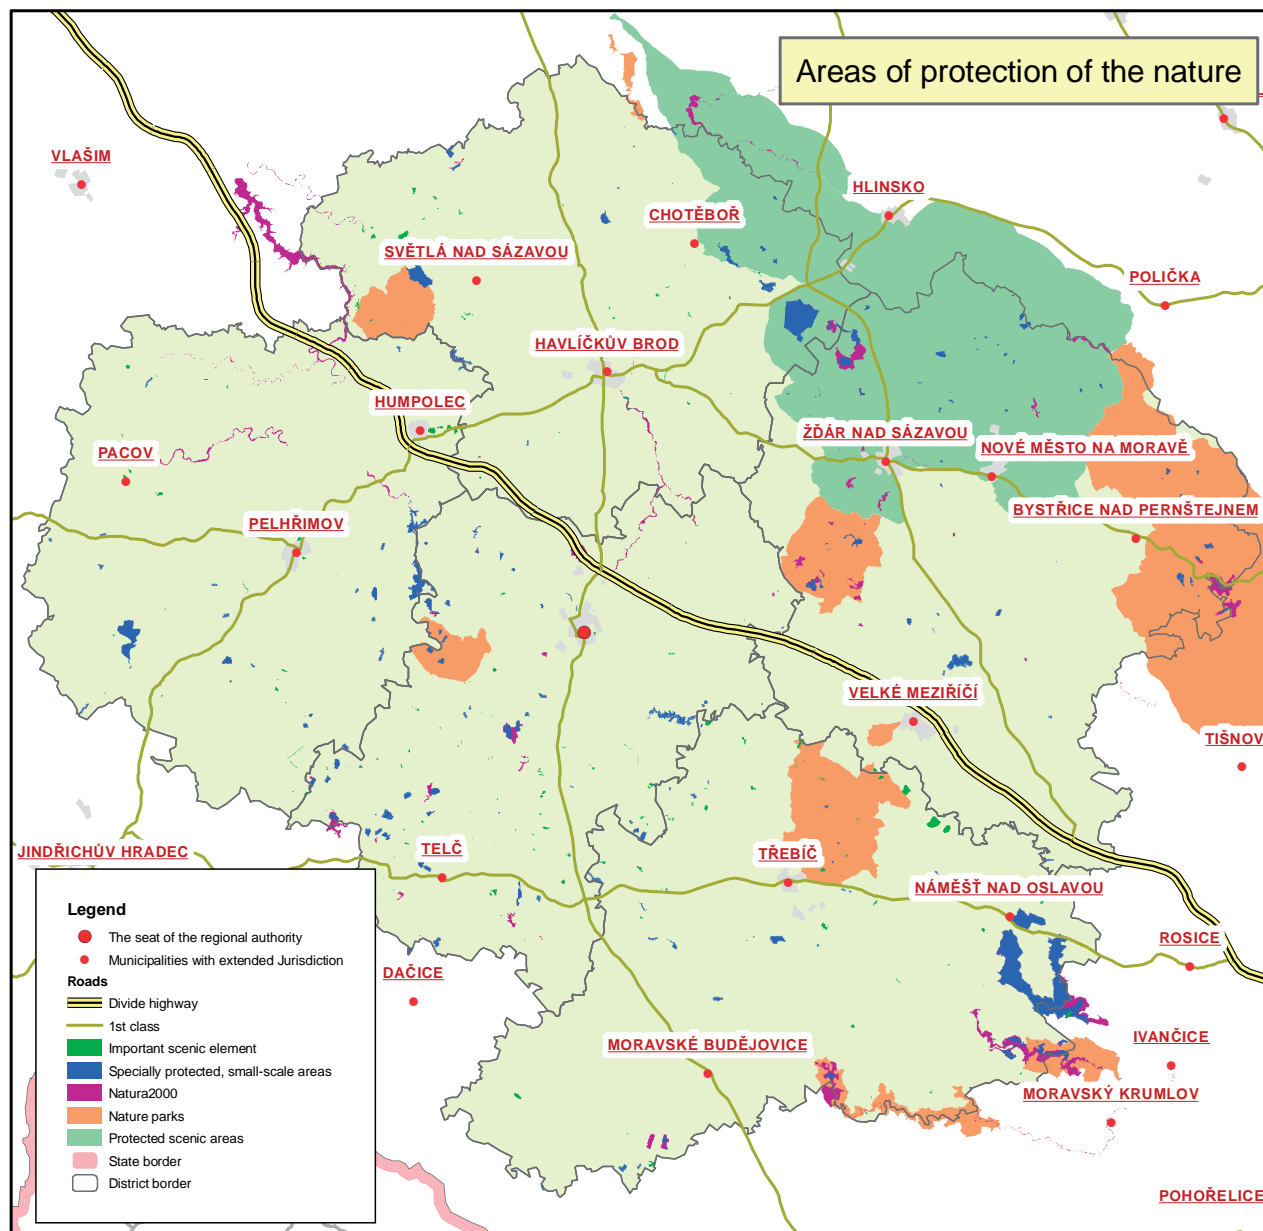 Areas of protection of the nature
VLAŠIM
HLINSKO
CHOTĚBOŘ
SVĚTLÁ NAD SÁZAVOU
POLIČKA
HAVLÍČKŮV BROD
HUMPOLEC
ŽĎÁR NAD SÁZAVOU
NOVÉ MĚSTO NA MORAVĚ
PACOV
BYSTŘICE NAD PERNŠTEJNEM
PELHŘIMOV
VELKÉ MEZIŘÍČÍ
TIŠNOV
JINDŘICHŮV HRADEC
TELČ
TŘEBÍČ
NÁMĚŠŤ NAD OSLAVOU
ROSICE
DAČICE
IVANČICE
MORAVSKÉ BUDĚJOVICE
MORAVSKÝ KRUMLOV
POHOŘELICE
Legend
The seat of the regional authority
Municipalities with extended Jurisdiction
Roads
Divide highway
1st class
Important scenic element
Specially protected, small-scale areas
Natura2000
Nature parks
Protected scenic areas
State border
District border